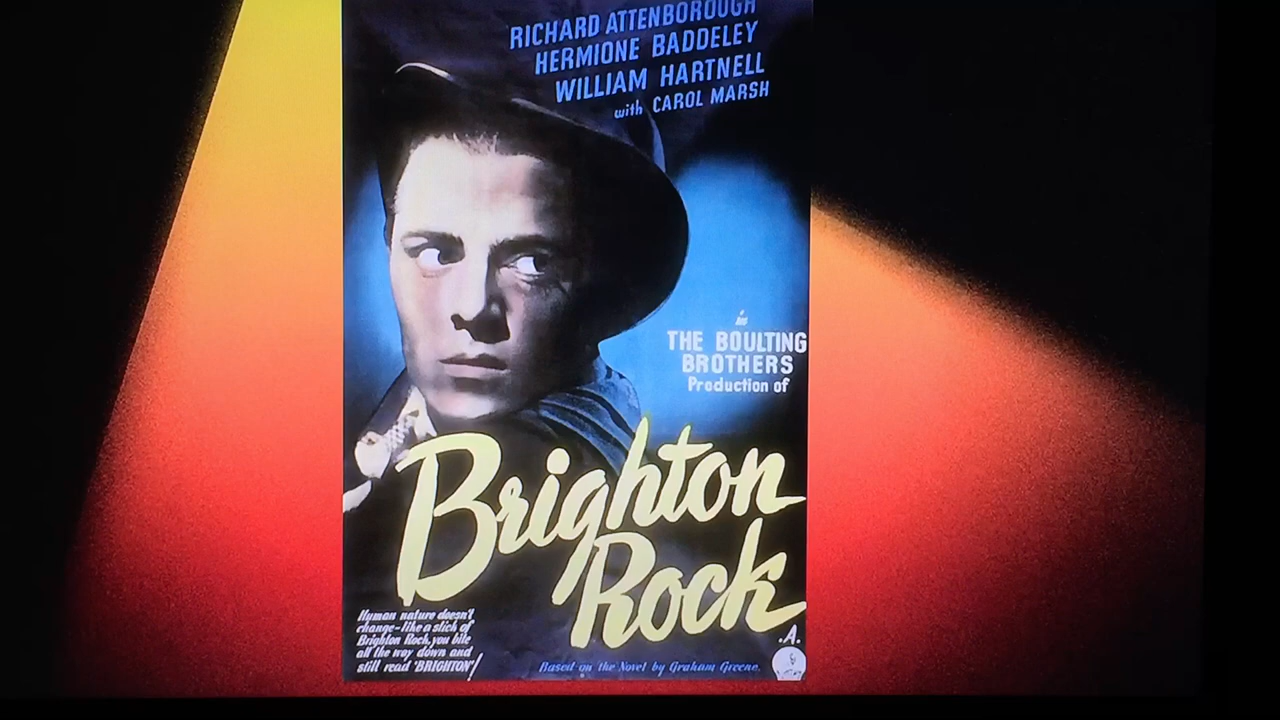 RICHARD ATTENBOROUGH
HERMIONE BADDELEY
WILLIAM HARTNELL
with CAROL MARSH
in
THE BOULTING
BROTHERS
Production of
Brighton
Rock
Human nature doesn't
change-like a stick of
Brighton Rock, you bite
all the way down and
still read 'BRIGHTON'!
.A.
Based on the Novel by Graham Greene.